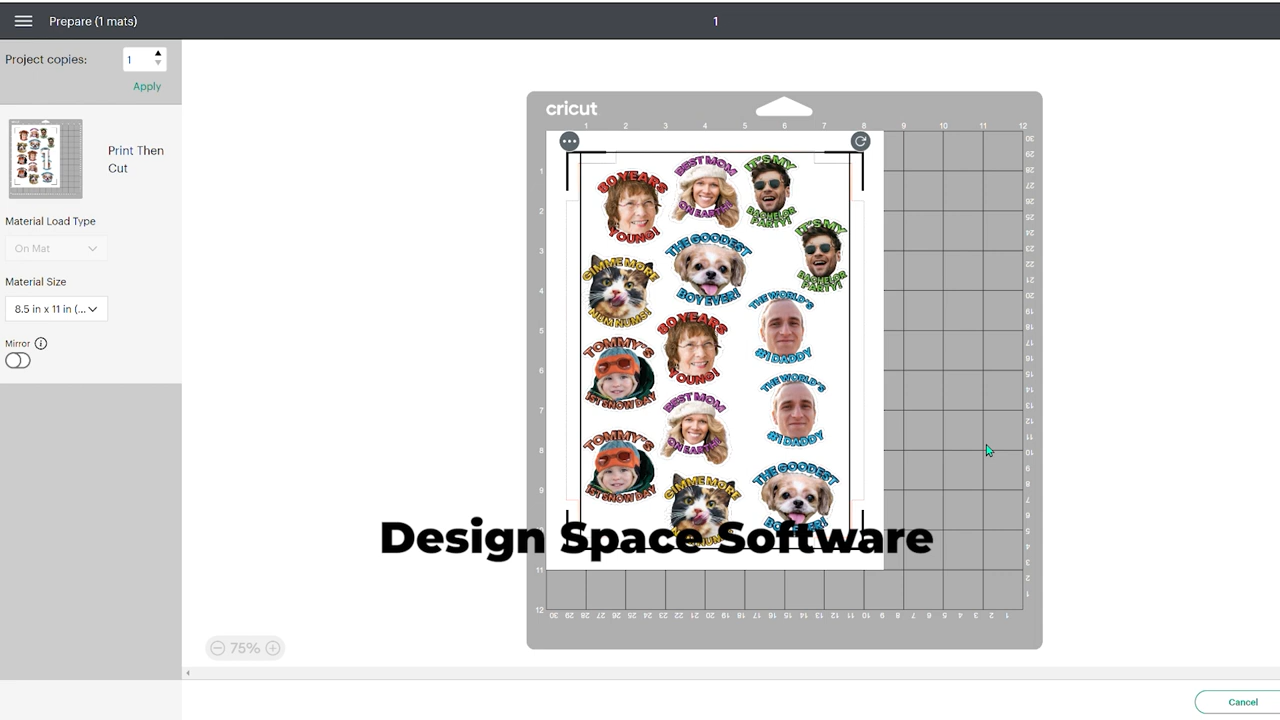 Prepare (1 mats)
1
Project copies:
1
Apply
Print Then
Cut
Material Load Type
On Mat
Material Size
8.5 in x 11 in (...
Mirror
cricut
1 2 3 4 5 6 7 8 9 10 11 12
BEST MOM
ON EARTH!
IT'S MY
BACHELOR
PARTY!
80 YEARS
YOUNG!
IT'S MY
BACHELOR
PARTY!
THE GOODEST
BOY EVER!
GIMME MORE
NUM NUMS!
THE WORLD'S
#1 DADDY
80 YEARS
YOUNG!
TOMMY'S
1ST SNOW DAY
THE WORLD'S
#1 DADDY
BEST MOM
ON EARTH!
TOMMY'S
1ST SNOW DAY
THE GOODEST
GIMME MORE
Design Space Software
75%
Cancel